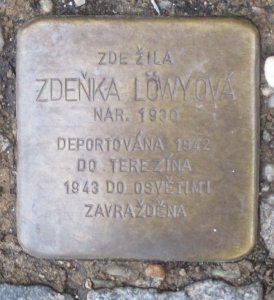 ZDE ŽILA
ZDEŇKA LÖWYOVÁ
NAR. 1930
DEPORTOVÁNA 1942
DO TEREZÍNA
1943 DO OSVĚTIMI
ZAVRAŽDĚNA